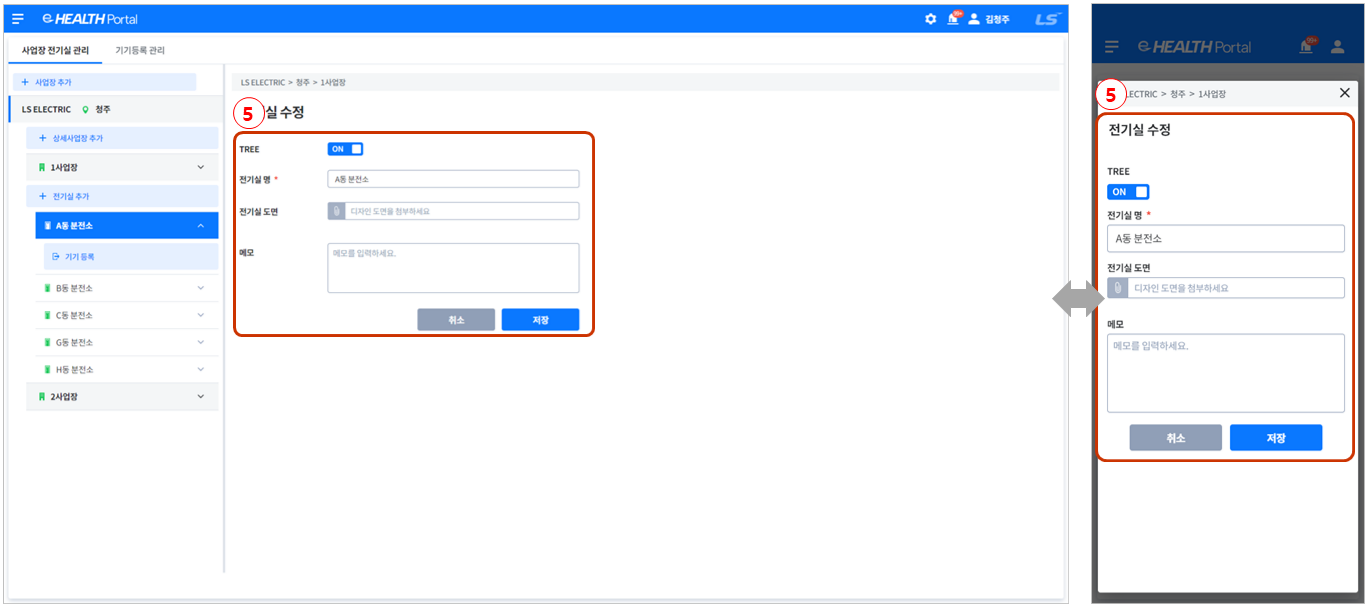 e HEALTH Portal
99+
김청주
LS
사업장 전기실 관리
기기등록 관리
+ 사업장 추가
LS ELECTRIC 청주
+ 상세사업장 추가
1사업장
+ 전기실 추가
A동 분전소
기기 등록
B동 분전소
C동 분전소
G동 분전소
H동 분전소
2사업장
LS ELECTRIC > 청주 > 1사업장
5
실 수정
TREE
ON
전기실 명 *
A동 분전소
전기실 도면
디자인 도면을 첨부하세요
메모
메모를 입력하세요.
취소
저장
e HEALTH Portal
99+
5
ECTRIC > 청주 > 1사업장
전기실 수정
TREE
ON
전기실 명 *
A동 분전소
전기실 도면
디자인 도면을 첨부하세요
메모
메모를 입력하세요.
취소
저장